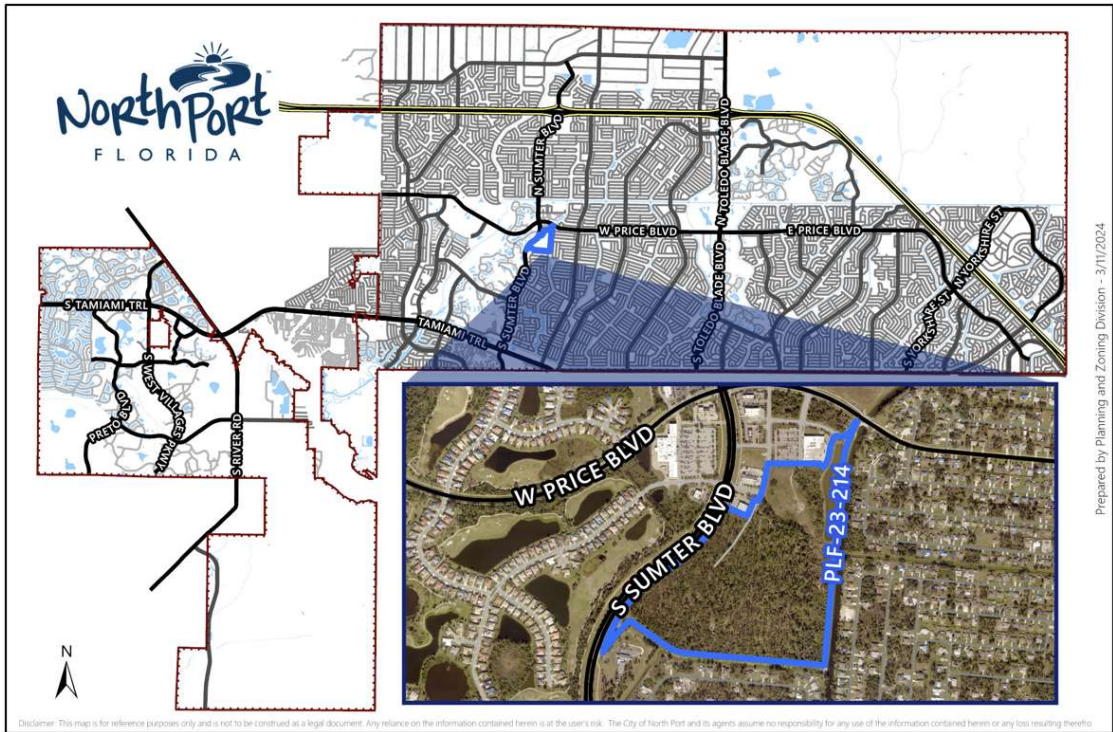 NORTH PORT
FLORIDA
N SUMTER BLVD
N TOLEDO BLADE BLVD
W PRICE BLVD
E PRICE BLVD
N YORKSHIRE ST
S TAMIAMI TRL
S SUMTER BLVD
TAMIAMI TRL
S TOLEDO BLADE BLVD
S YORKSHIRE ST
S WEST VILLAGES PKWY
PRETO BLVD
S RIVER RD
W PRICE BLVD
S SUMTER BLVD
PLF-23-214
Prepared by Planning and Zoning Division - 3/11/2024
N
Disclaimer: This map is for reference purposes only and is not to be construed as a legal document. Any reliance on the information contained herein is at the user's risk. The City of North Port and its agents assume no responsibility for any use of the information contained herein or any loss resulting therefro